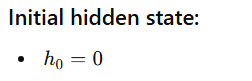 Initial hidden state:
• h₀ = 0